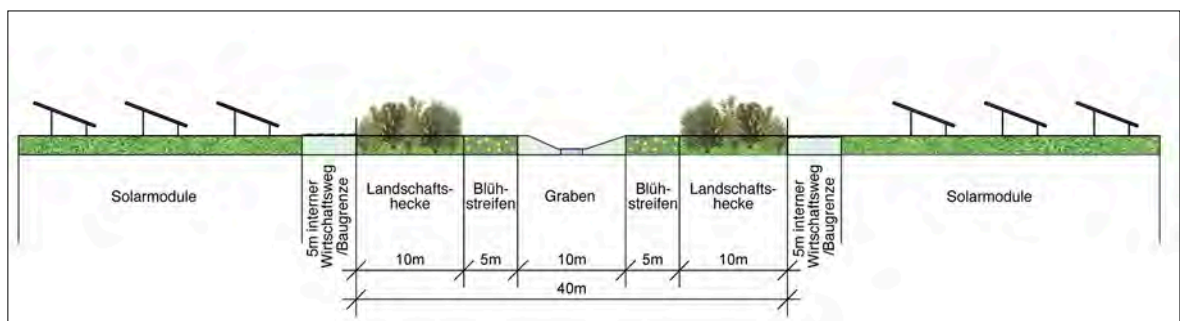 Solarmodule
5m interner
Wirtschaftsweg
/Baugrenze
Landschafts-
hecke
Blüh-
streifen
Graben
Blüh-
streifen
Landschafts-
hecke
5m interner
Wirtschaftsweg
/Baugrenze
Solarmodule
10m
5m
10m
5m
10m
40m